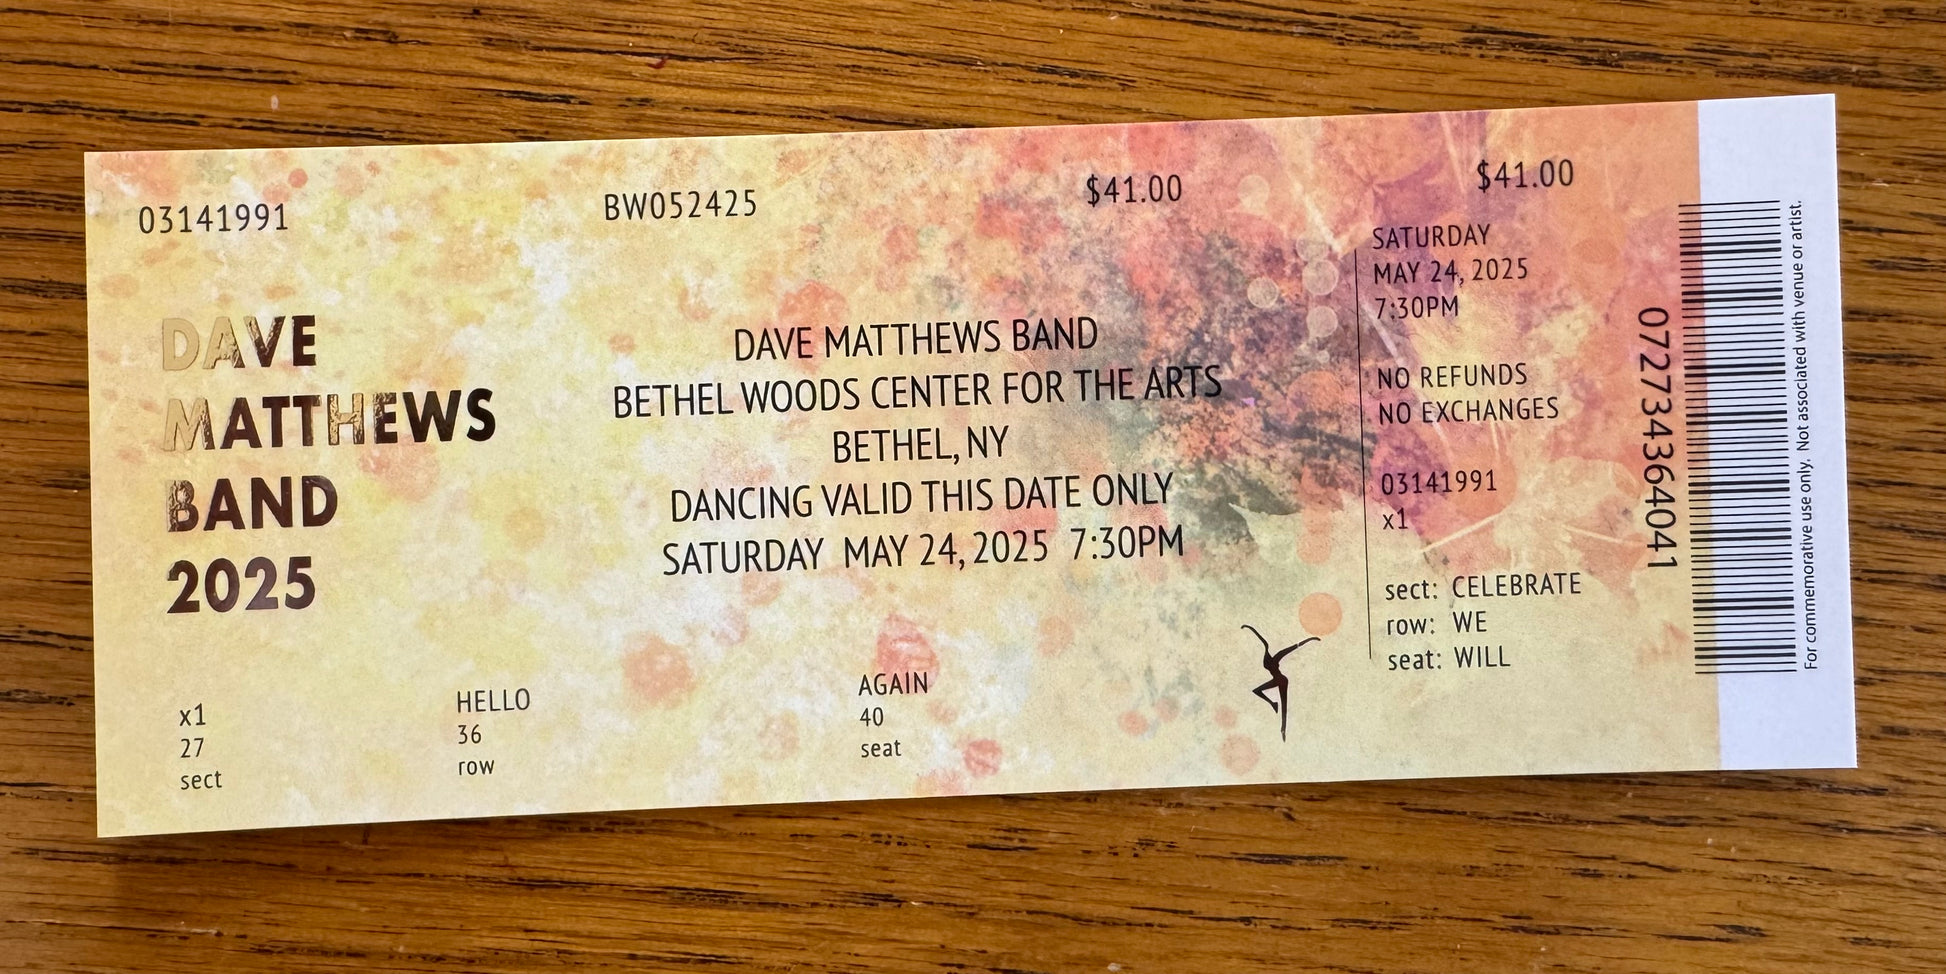 03141991
BW052425
$41.00
$41.00
DAVE
MATTHEWS
BAND
2025
DAVE MATTHEWS BAND
BETHEL WOODS CENTER FOR THE ARTS
BETHEL, NY
DANCING VALID THIS DATE ONLY
SATURDAY MAY 24, 2025 7:30PM
x1
27
sect
HELLO
36
row
AGAIN
40
seat
SATURDAY
MAY 24, 2025
7:30PM
NO REFUNDS
NO EXCHANGES
03141991
x1
sect: CELEBRATE
row: WE
seat: WILL
0727343364041
For commemorative use only. Not associated with venue or artist.